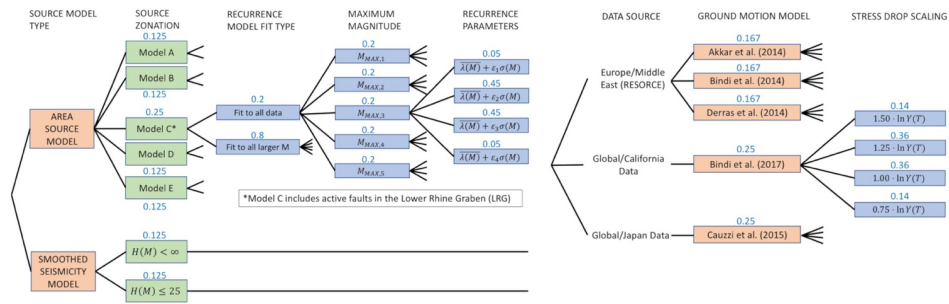 SOURCE MODEL TYPE
SOURCE ZONATION
RECURRENCE MODEL FIT TYPE
MAXIMUM MAGNITUDE
RECURRENCE PARAMETERS
DATA SOURCE
GROUND MOTION MODEL
STRESS DROP SCALING
AREA SOURCE MODEL
0.125
Model A
0.125
Model B
0.25
Model C*
Model D
0.125
Model E
0.125
0.2
Fit to all data
0.8
Fit to all larger M
0.2
M_MAX,1
0.2
M_MAX,2
0.2
M_MAX,3
0.2
M_MAX,4
0.2
M_MAX,5
0.05
λ(M) + ε₁σ(M)
0.45
λ(M) + ε₂σ(M)
0.45
λ(M) + ε₃σ(M)
0.05
λ(M) + ε₄σ(M)
*Model C includes active faults in the Lower Rhine Graben (LRG)
SMOOTHED SEISMICITY MODEL
0.125
H(M) < ∞
0.125
H(M) ≤ 25
Europe/Middle East (RESORCE)
0.167
Akkar et al. (2014)
0.167
Bindi et al. (2014)
0.167
Derras et al. (2014)
Global/California Data
0.25
Bindi et al. (2017)
0.14
1.50 · ln Y(T)
0.36
1.25 · ln Y(T)
0.36
1.00 · ln Y(T)
0.14
0.75 · ln Y(T)
Global/Japan Data
0.25
Cauzzi et al. (2015)